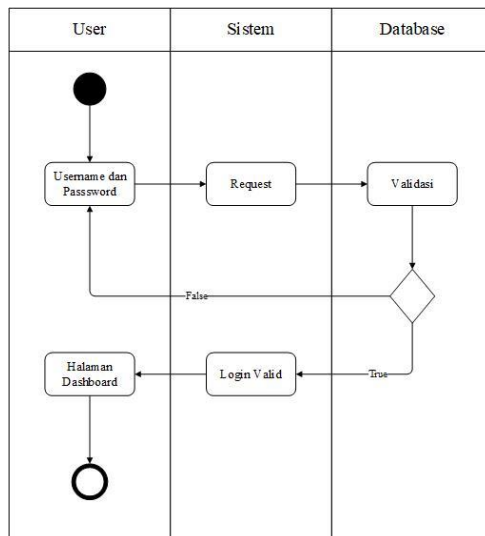 User
Sistem
Database
Username dan
Passsword
Request
Validasi
False
Halaman
Dashboard
Login Valid
True